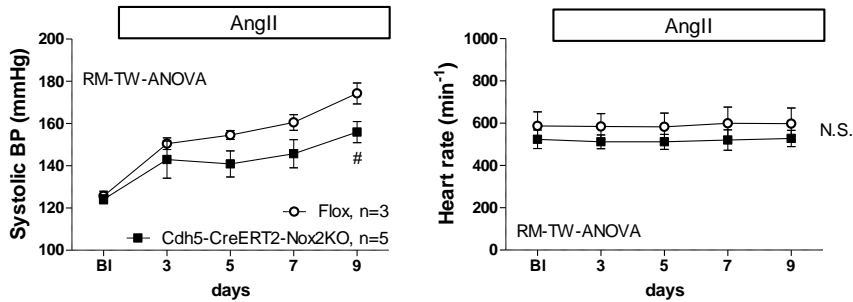 AngII
Systolic BP (mmHg)
200
180
160
140
120
100
RM-TW-ANOVA
#
Flox, n=3
Cdh5-CreERT2-Nox2KO, n=5
BI 3 5 7 9
days
AngII
Heart rate (min⁻¹)
1000
800
600
400
200
0
N.S.
RM-TW-ANOVA
BI 3 5 7 9
days